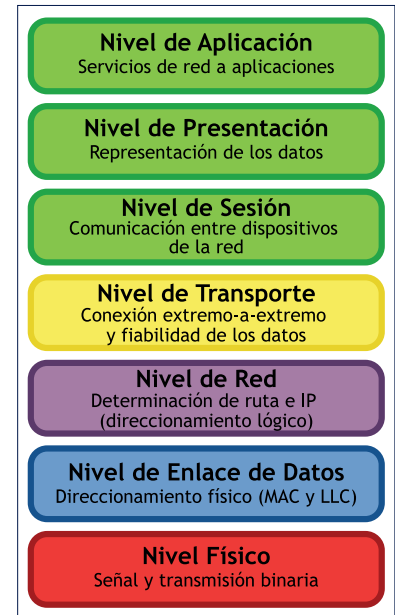 Nivel de Aplicación
Servicios de red a aplicaciones
Nivel de Presentación
Representación de los datos
Nivel de Sesión
Comunicación entre dispositivos
de la red
Nivel de Transporte
Conexión extremo-a-extremo
y fiabilidad de los datos
Nivel de Red
Determinación de ruta e IP
(direccionamiento lógico)
Nivel de Enlace de Datos
Direccionamiento físico (MAC y LLC)
Nivel Físico
Señal y transmisión binaria